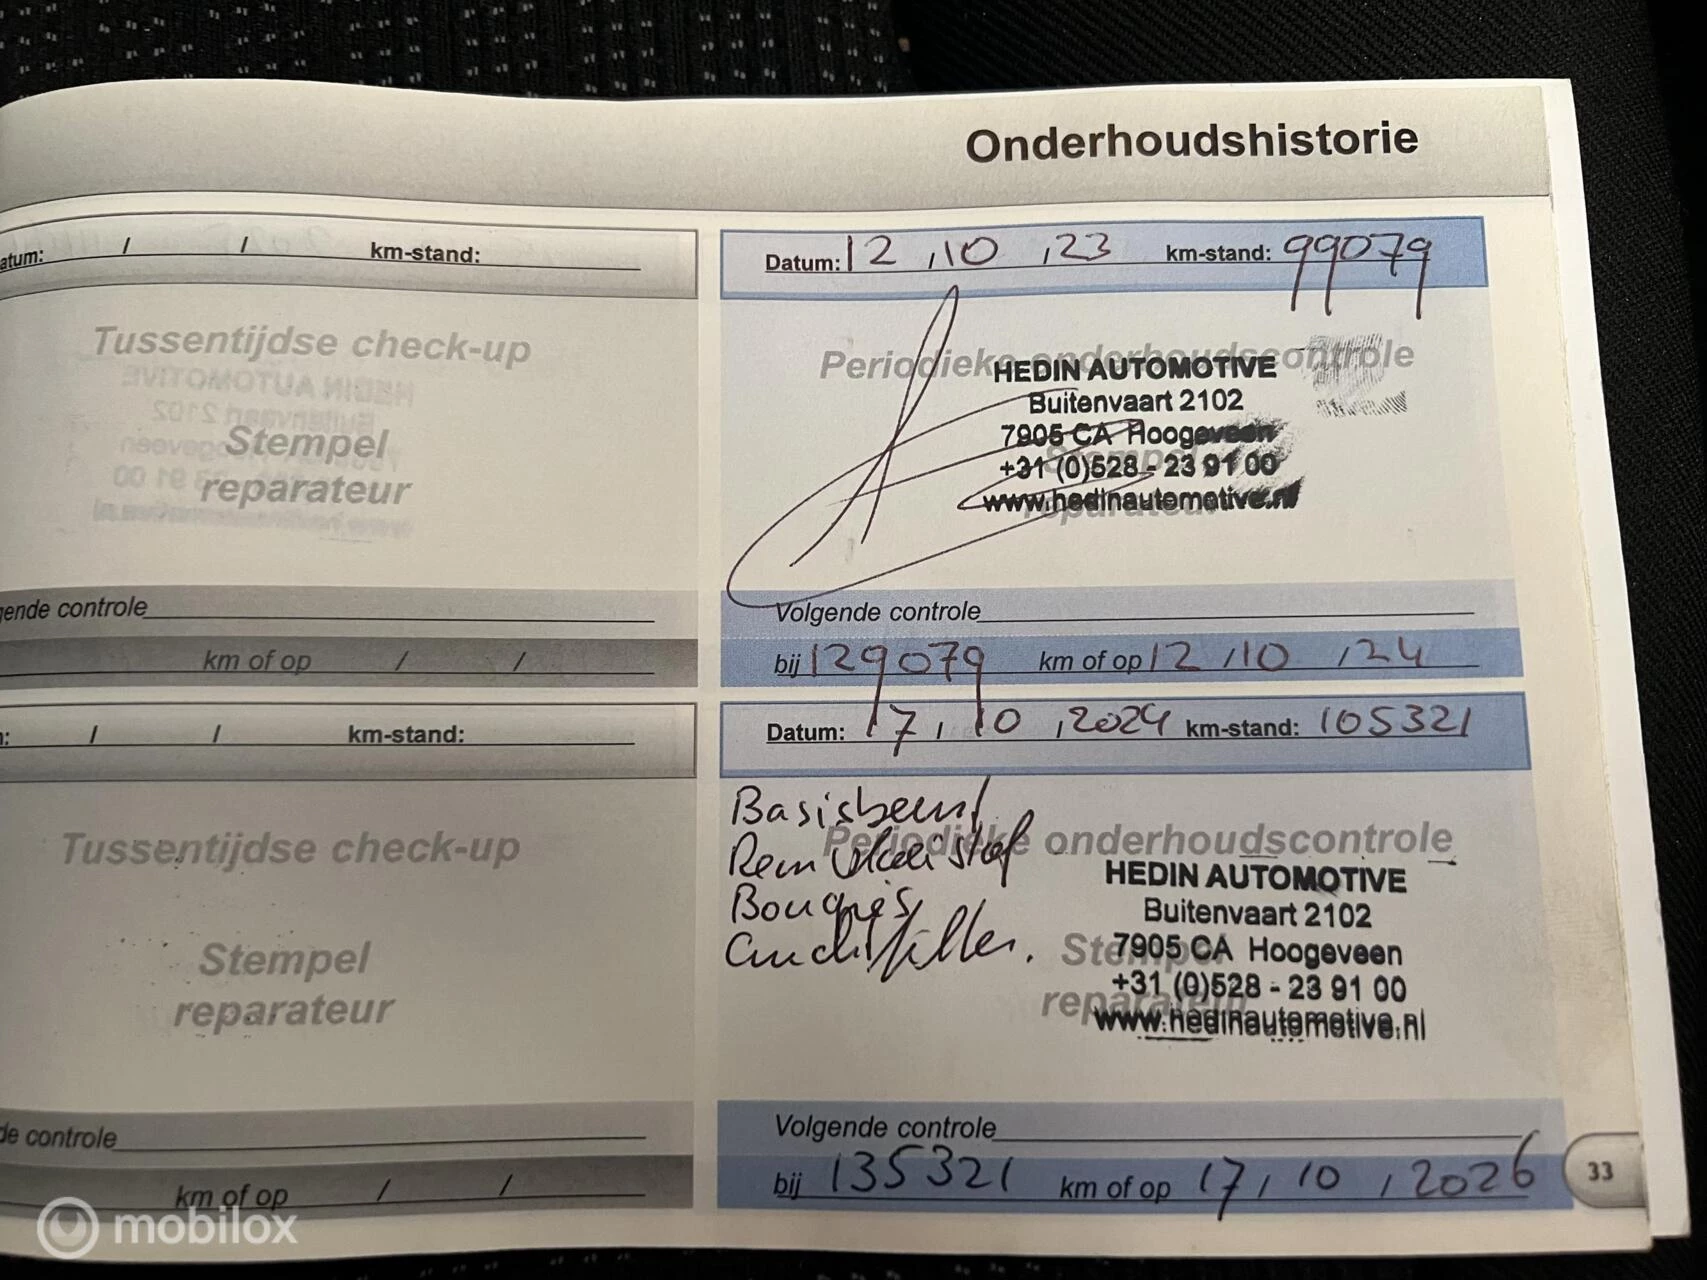 Onderhoudshistorie
atum: / / km-stand:
Tussentijdse check-up
Stempel
reparateur
gende controle
km of op / /
Datum: 12 , 10 , 23 km-stand: 99079
Periodieke onderhoudscontrole
HEDIN AUTOMOTIVE
Buitenvaart 2102
7905 CA Hoogeveen
+31 (0)528 - 23 91 00
www.hedinautomotive.nl
Stempel
reparateur
Volgende controle
bij 129079 km of op 12 / 10 / 24
: / / km-stand:
Tussentijdse check-up
Stempel
reparateur
de controle
km of op / /
Datum: 17 / 10 , 2024 km-stand: 105321
Basisbeurt
Remvloeistof
Bougies
Periodieke onderhoudscontrole
HEDIN AUTOMOTIVE
Buitenvaart 2102
7905 CA Hoogeveen
+31 (0)528 - 23 91 00
www.hedinautomotive.nl
Stempel
reparateur
Volgende controle
bij 135321 km of op 17 / 10 / 2026
33
mobilox